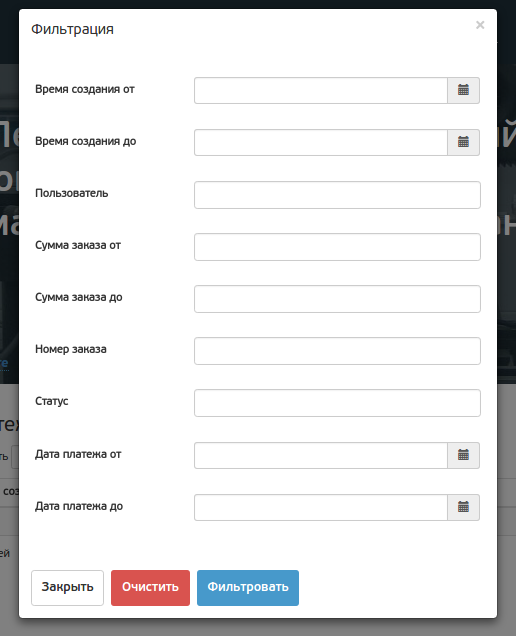 Фильтрация
×
Время создания от
Время создания до
Пользователь
Сумма заказа от
Сумма заказа до
Номер заказа
Статус
Дата платежа от
Дата платежа до
Закрыть Очистить Фильтровать